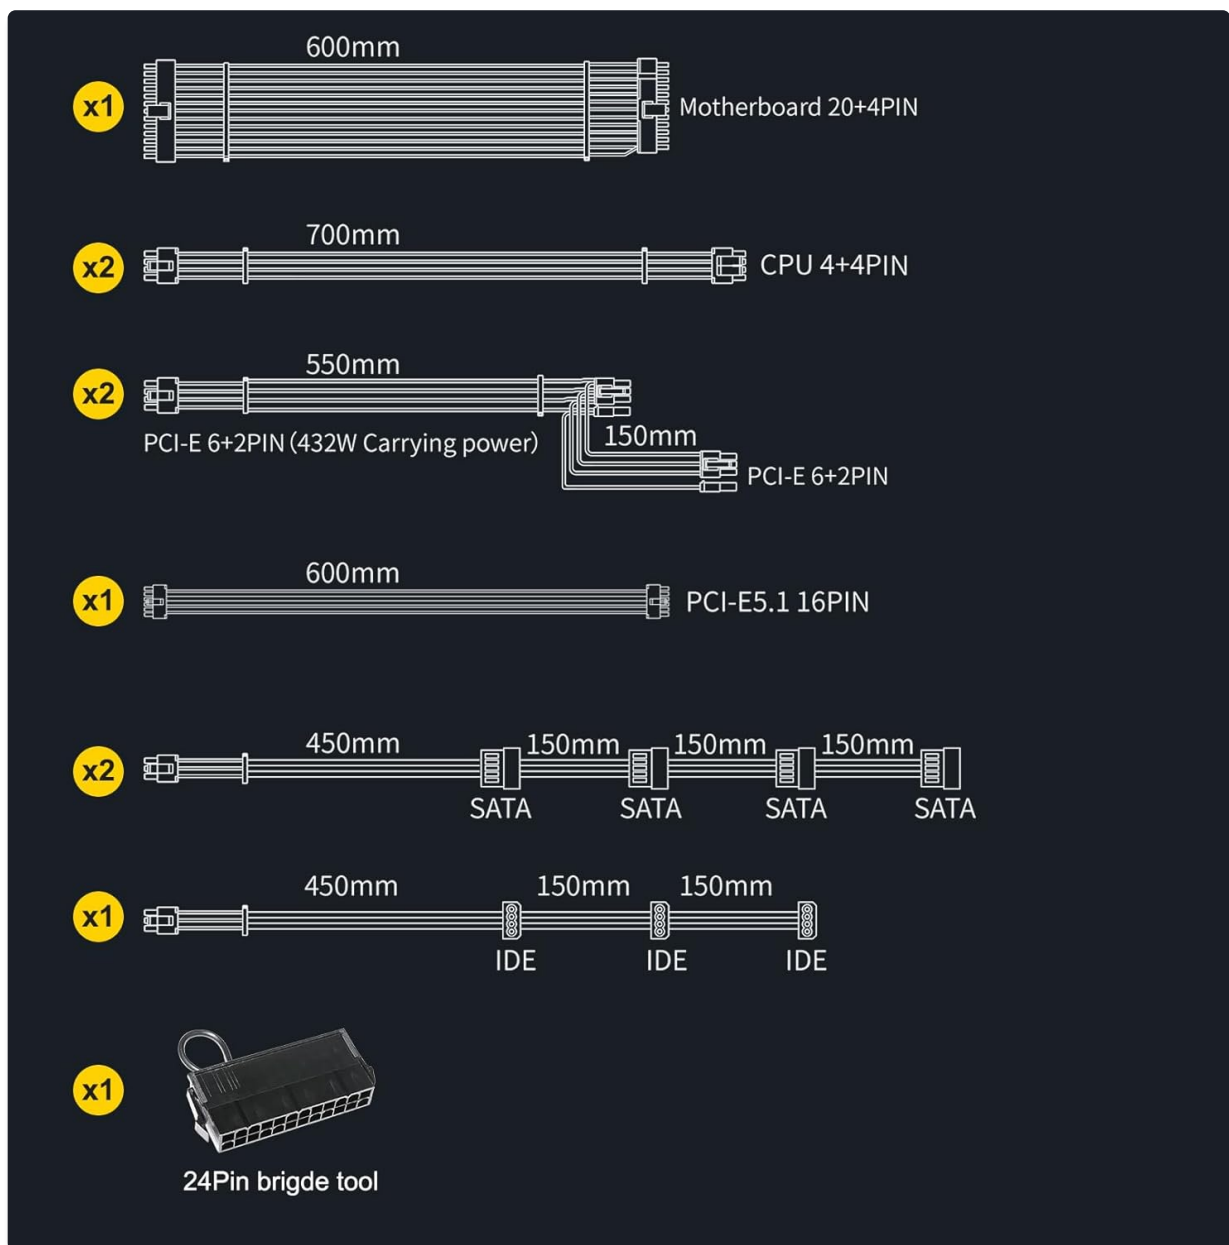 600mm
x1
Motherboard 20+4PIN
700mm
x2
CPU 4+4PIN
550mm
x2
PCI-E 6+2PIN（432W Carrying power）
150mm
PCI-E 6+2PIN
600mm
x1
PCI-E5.1 16PIN
450mm 150mm 150mm 150mm
x2
SATA SATA SATA SATA
450mm 150mm 150mm
x1
IDE IDE IDE
x1
24Pin brigde tool